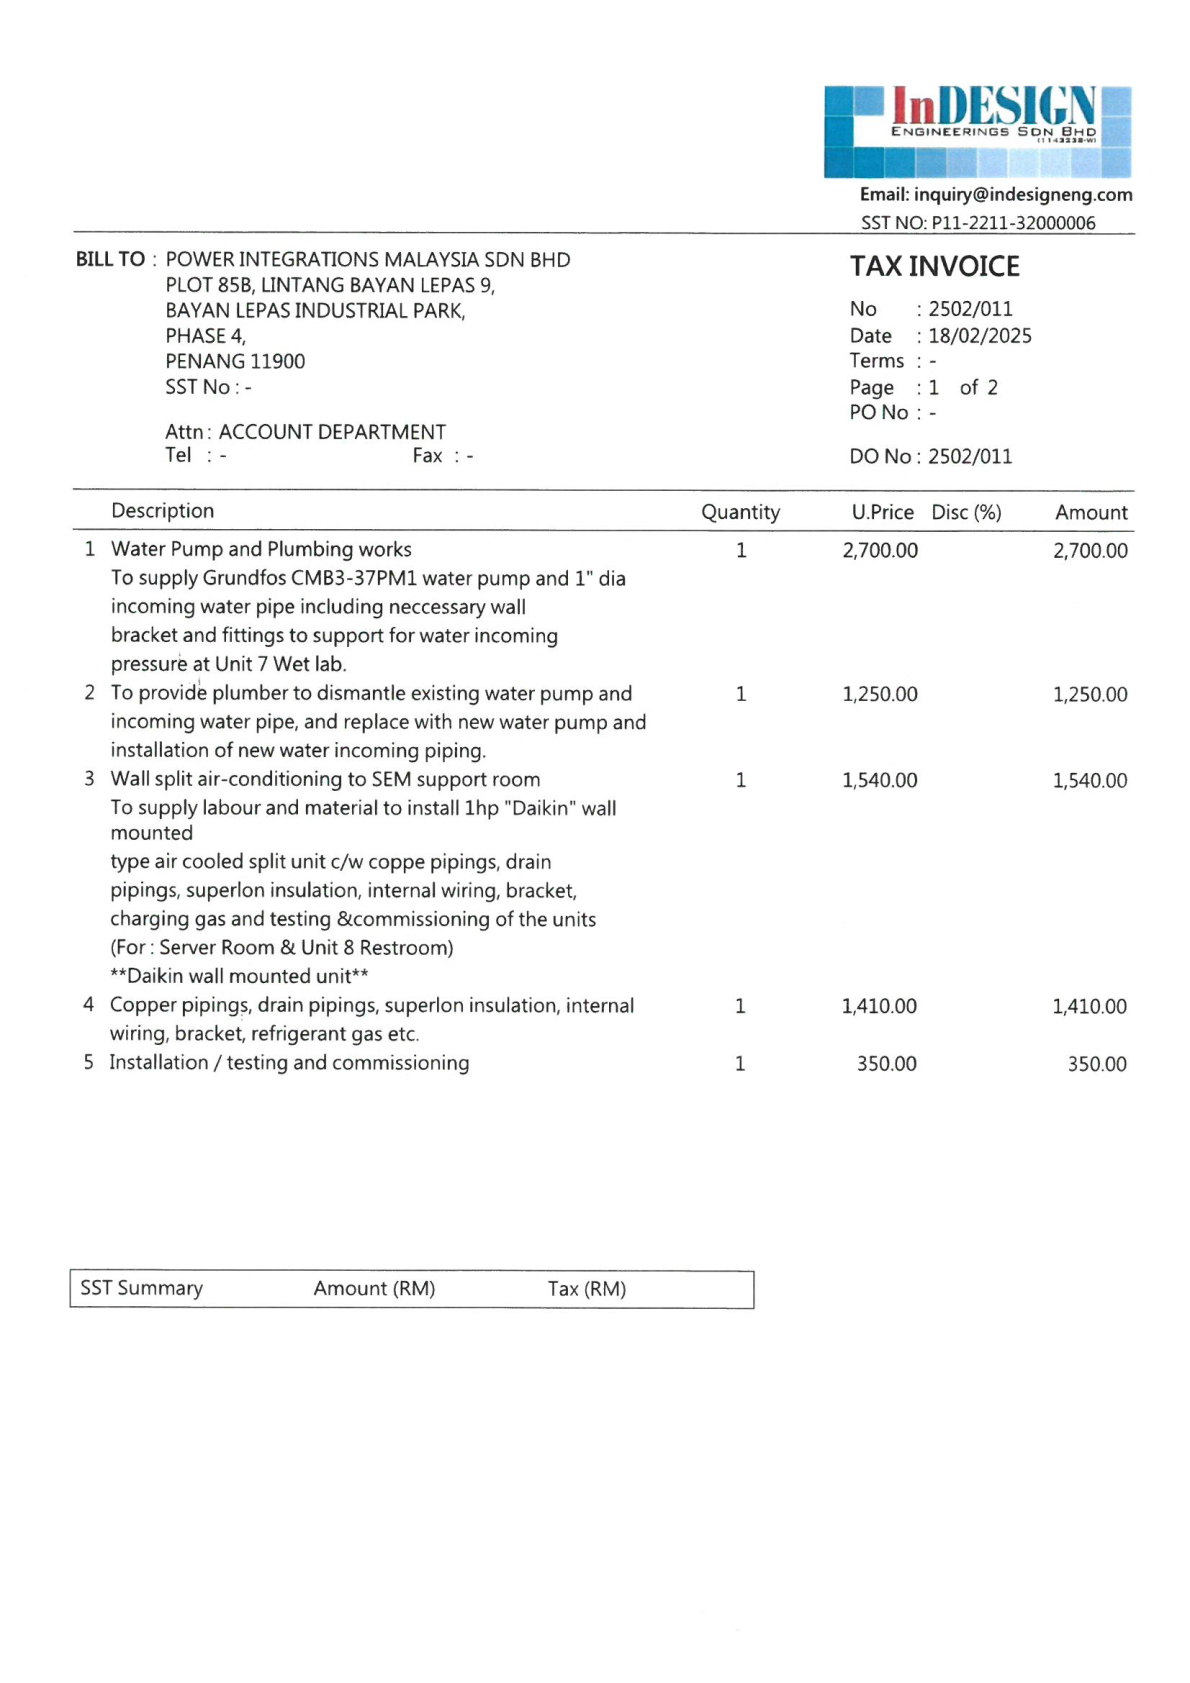 InDESIGN
ENGINEERINGS SDN BHD
(1143238-W)
Email: inquiry@indesigneng.com
SST NO: P11-2211-32000006
BILL TO : POWER INTEGRATIONS MALAYSIA SDN BHD
PLOT 85B, LINTANG BAYAN LEPAS 9,
BAYAN LEPAS INDUSTRIAL PARK,
PHASE 4,
PENANG 11900
SST No : -
Attn : ACCOUNT DEPARTMENT
Tel : - Fax : -
TAX INVOICE
No : 2502/011
Date : 18/02/2025
Terms : -
Page : 1 of 2
PO No : -
DO No : 2502/011
Description Quantity U.Price Disc (%) Amount
1 Water Pump and Plumbing works 1 2,700.00 2,700.00
To supply Grundfos CMB3-37PM1 water pump and 1" dia
incoming water pipe including neccessary wall
bracket and fittings to support for water incoming
pressure at Unit 7 Wet lab.
2 To provide plumber to dismantle existing water pump and 1 1,250.00 1,250.00
incoming water pipe, and replace with new water pump and
installation of new water incoming piping.
3 Wall split air-conditioning to SEM support room 1 1,540.00 1,540.00
To supply labour and material to install 1hp "Daikin" wall
mounted
type air cooled split unit c/w coppe pipings, drain
pipings, superlon insulation, internal wiring, bracket,
charging gas and testing &commissioning of the units
(For : Server Room & Unit 8 Restroom)
**Daikin wall mounted unit**
4 Copper pipings, drain pipings, superlon insulation, internal 1 1,410.00 1,410.00
wiring, bracket, refrigerant gas etc.
5 Installation / testing and commissioning 1 350.00 350.00
SST Summary Amount (RM) Tax (RM)